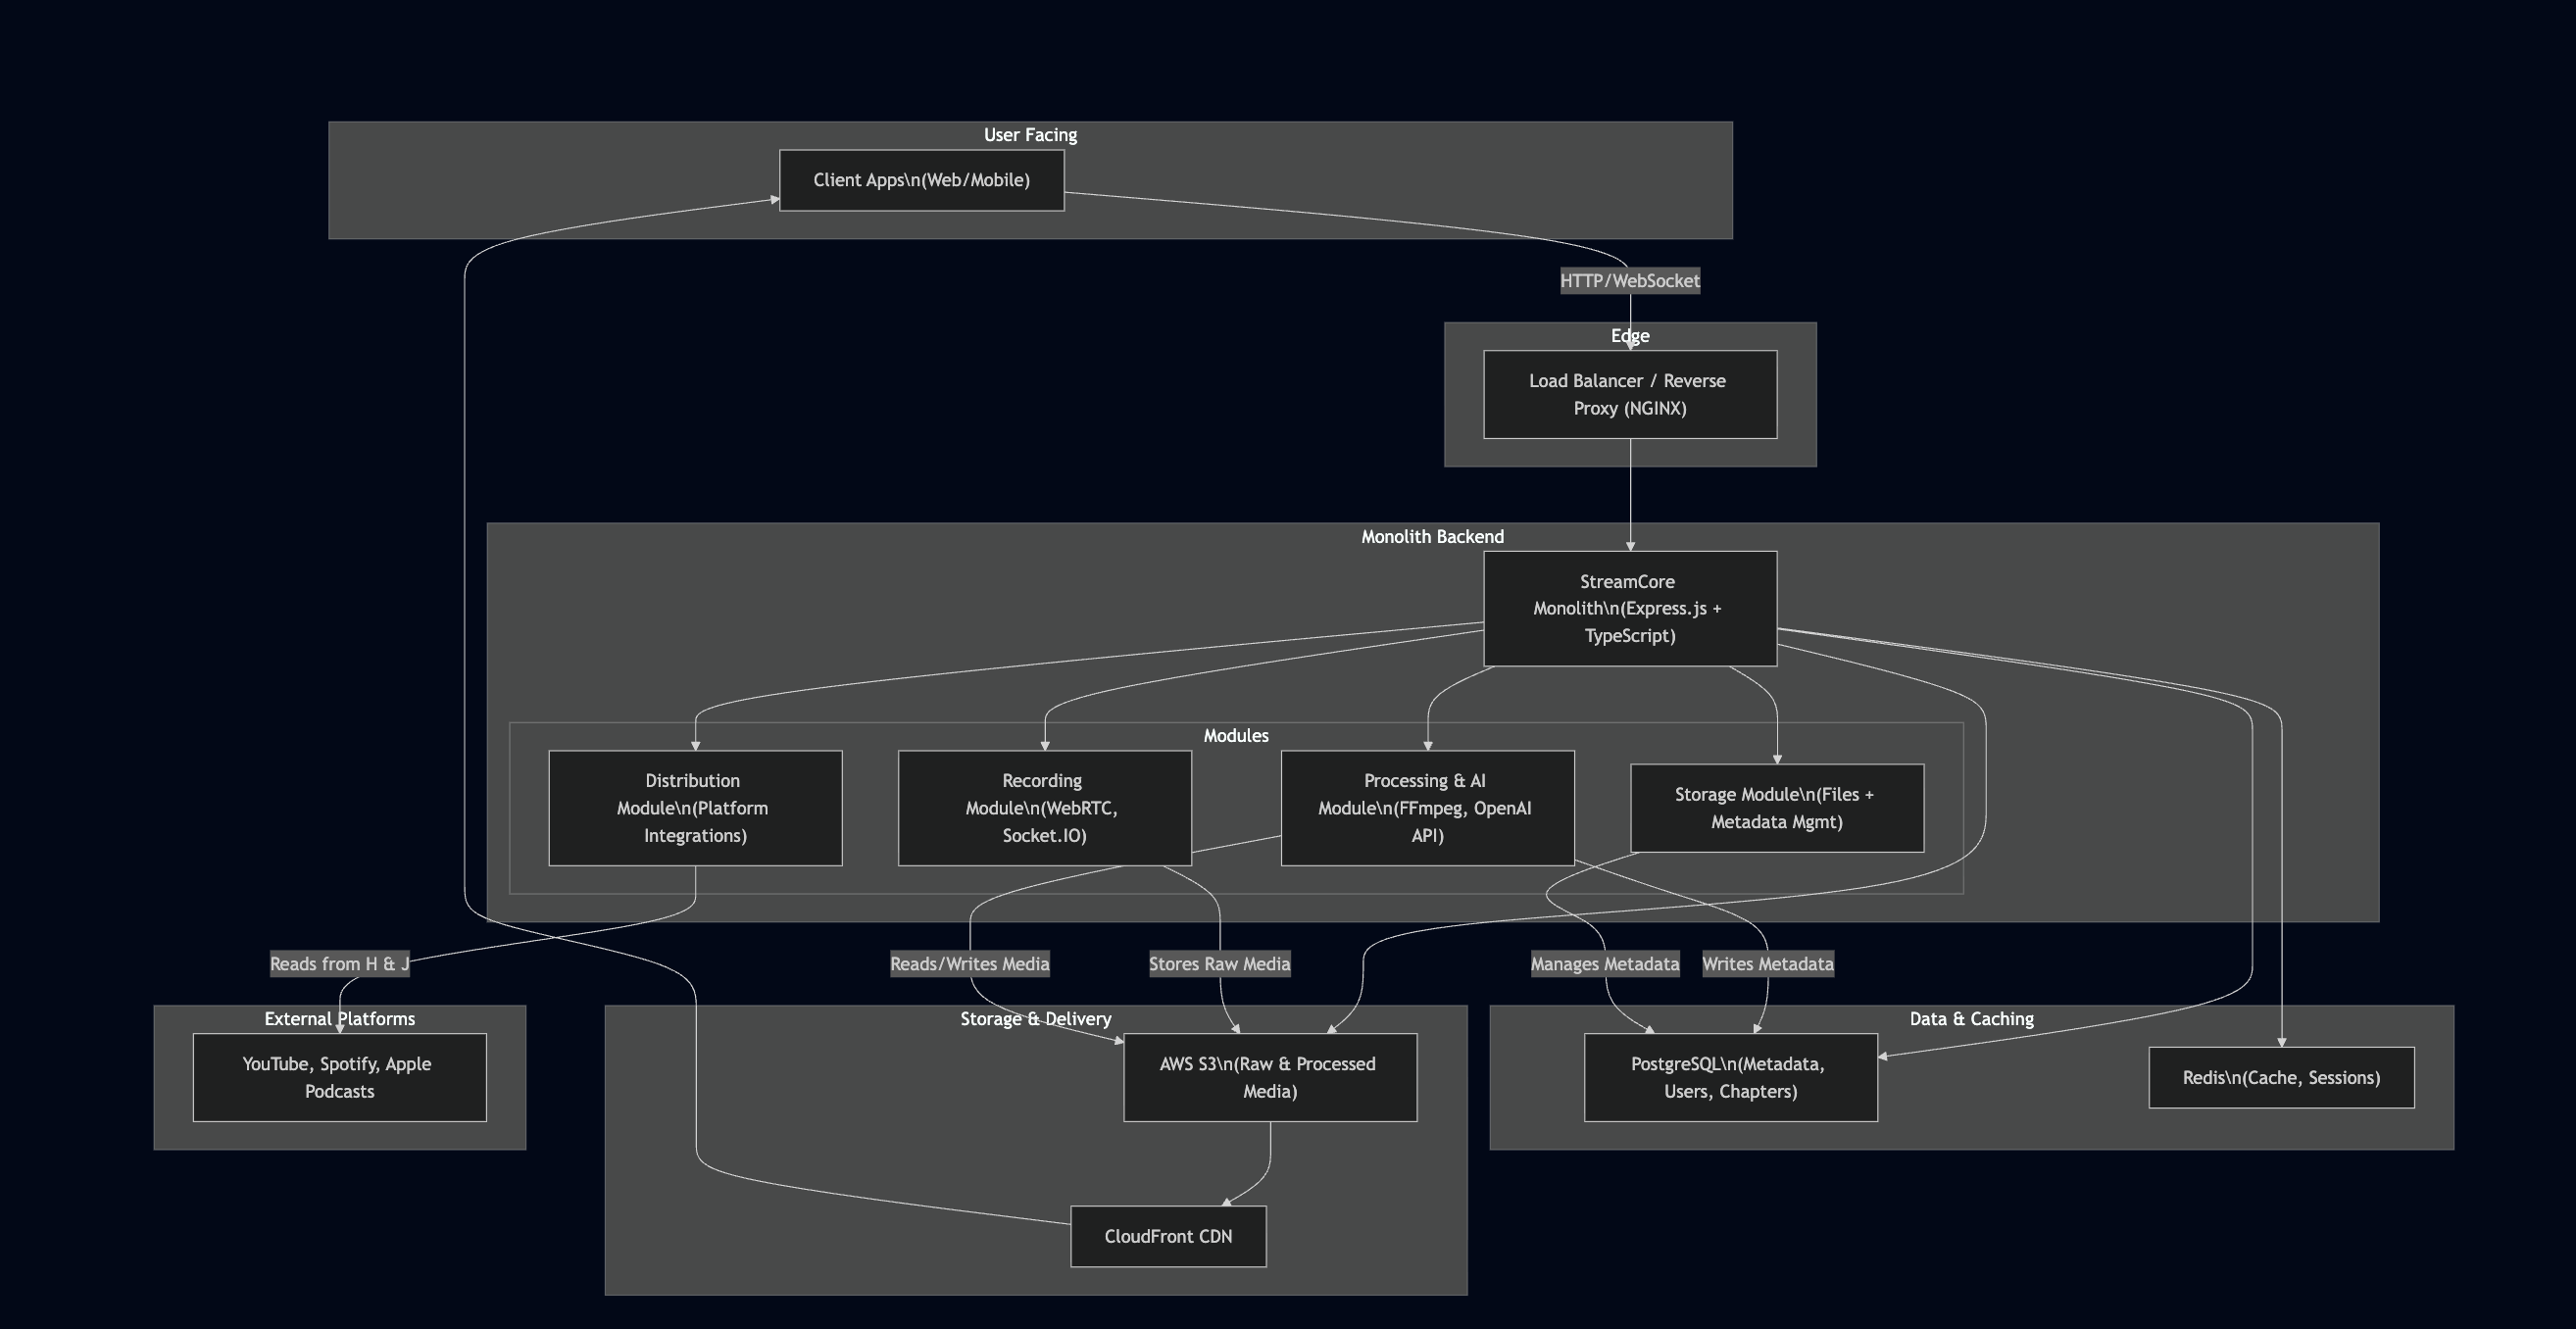 User Facing
Client Apps\n(Web/Mobile)
HTTP/WebSocket
Edge
Load Balancer / Reverse
Proxy (NGINX)
Monolith Backend
StreamCore
Monolith\n(Express.js +
TypeScript)
Modules
Distribution
Module\n(Platform
Integrations)
Recording
Module\n(WebRTC,
Socket.IO)
Processing & AI
Module\n(FFmpeg, OpenAI
API)
Storage Module\n(Files +
Metadata Mgmt)
Reads from H & J
Reads/Writes Media
Stores Raw Media
Manages Metadata
Writes Metadata
External Platforms
YouTube, Spotify, Apple
Podcasts
Storage & Delivery
AWS S3\n(Raw & Processed
Media)
CloudFront CDN
Data & Caching
PostgreSQL\n(Metadata,
Users, Chapters)
Redis\n(Cache, Sessions)